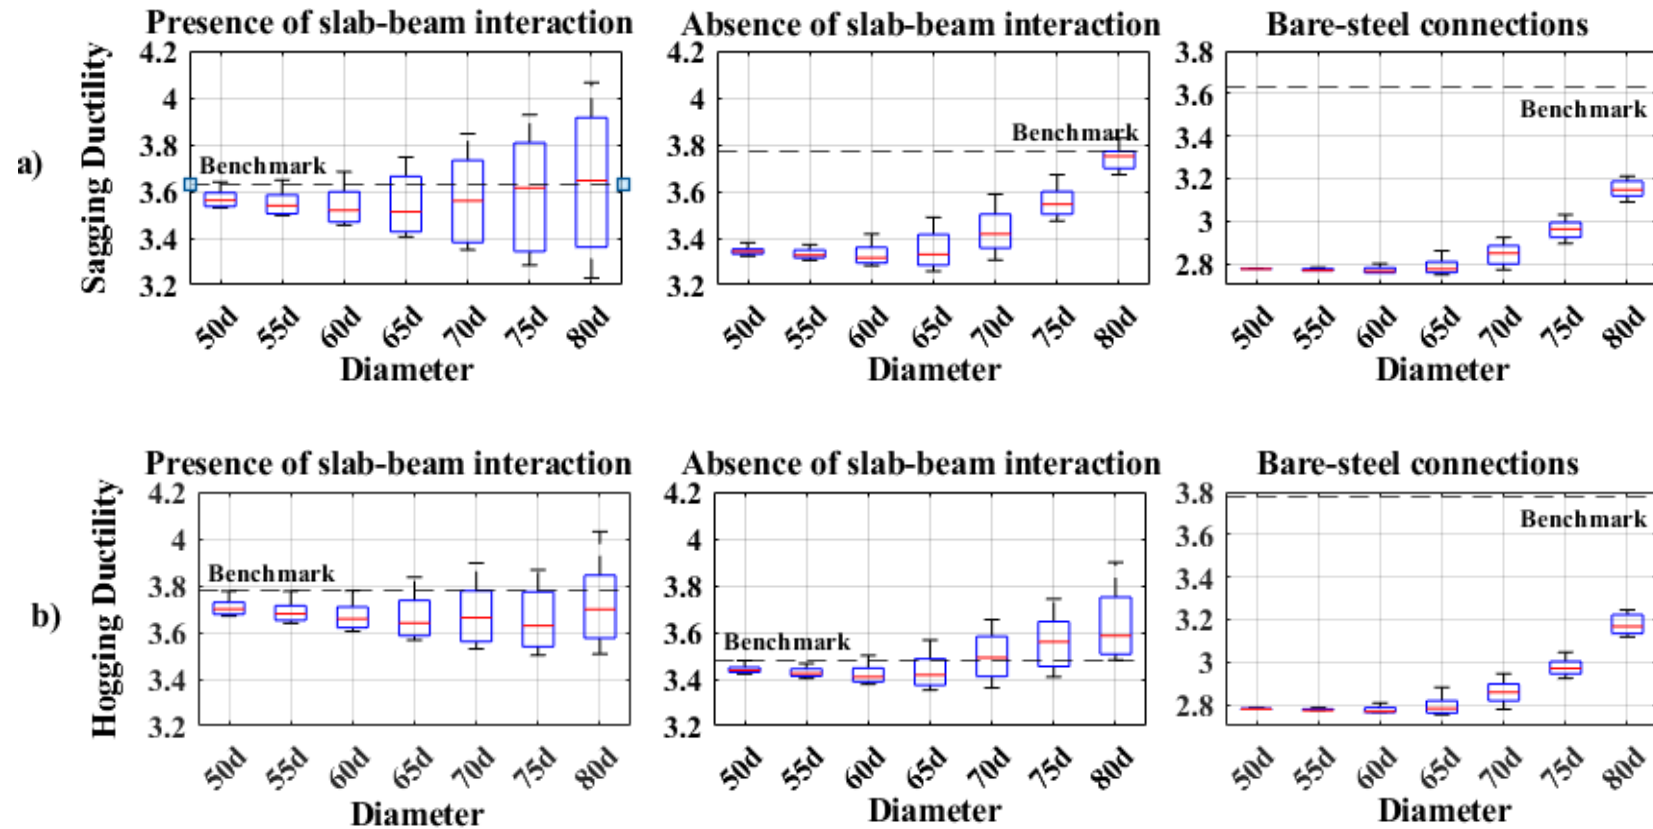 Presence of slab-beam interaction
Absence of slab-beam interaction
Bare-steel connections
a)
Sagging Ductility
4.2
4
3.8
3.6
3.4
3.2
Benchmark
50d
55d
60d
65d
70d
75d
80d
Diameter
4.2
4
3.8
3.6
3.4
3.2
Benchmark
50d
55d
60d
65d
70d
75d
80d
Diameter
3.8
3.6
3.4
3.2
3
2.8
Benchmark
50d
55d
60d
65d
70d
75d
80d
Diameter
Presence of slab-beam interaction
Absence of slab-beam interaction
Bare-steel connections
b)
Hogging Ductility
4.2
4
3.8
3.6
3.4
3.2
Benchmark
50d
55d
60d
65d
70d
75d
80d
Diameter
4.2
4
3.8
3.6
3.4
3.2
Benchmark
50d
55d
60d
65d
70d
75d
80d
Diameter
3.8
3.6
3.4
3.2
3
2.8
Benchmark
50d
55d
60d
65d
70d
75d
80d
Diameter